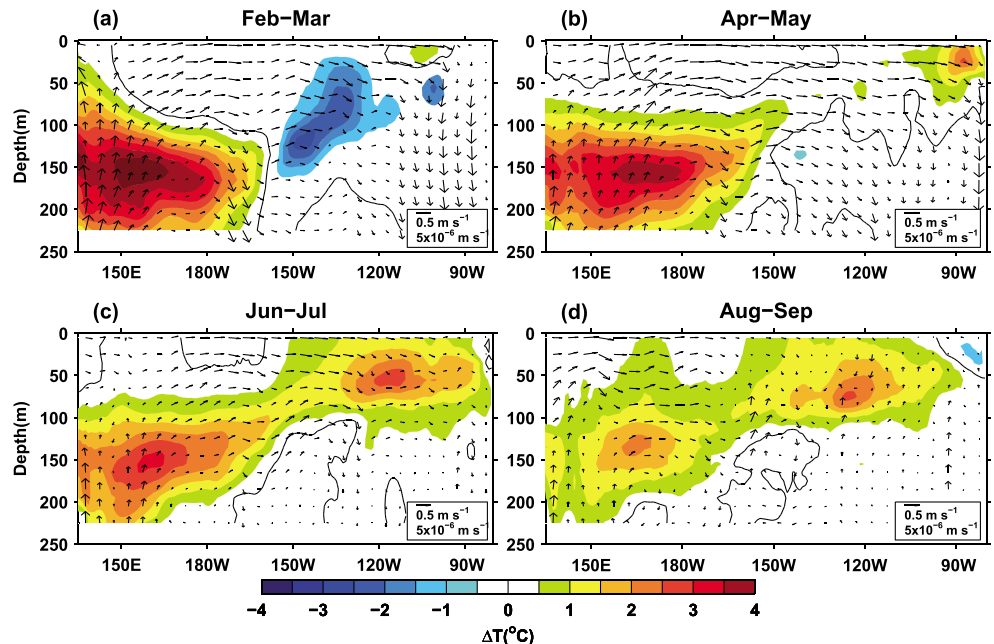 (a) Feb−Mar
(b) Apr−May
0
50
100
150
200
250
Depth(m)
150E 180W 150W 120W 90W
0.5 m s⁻¹
5x10⁻⁶ m s⁻¹
0
50
100
150
200
250
150E 180W 150W 120W 90W
0.5 m s⁻¹
5x10⁻⁶ m s⁻¹
(c) Jun−Jul
(d) Aug−Sep
0
50
100
150
200
250
Depth(m)
150E 180W 150W 120W 90W
0.5 m s⁻¹
5x10⁻⁶ m s⁻¹
0
50
100
150
200
250
150E 180W 150W 120W 90W
0.5 m s⁻¹
5x10⁻⁶ m s⁻¹
−4 −3 −2 −1 0 1 2 3 4
ΔT(°C)